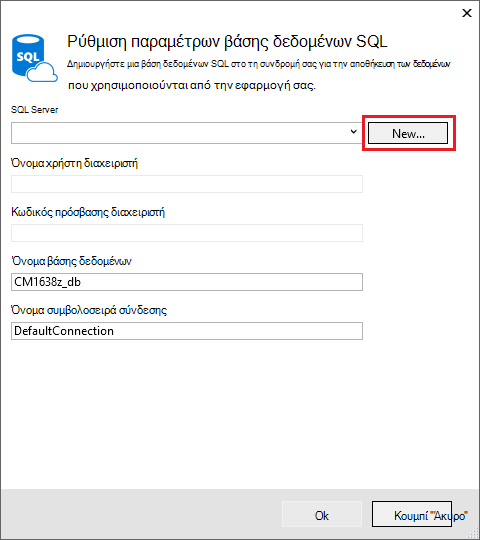 SQL
Ρύθμιση παραμέτρων βάσης δεδομένων SQL
Δημιουργήστε μια βάση δεδομένων SQL στο τη συνδρομή σας για την αποθήκευση των δεδομένων
που χρησιμοποιούνται από την εφαρμογή σας.
SQL Server
New...
Όνομα χρήστη διαχειριστή
Κωδικός πρόσβασης διαχειριστή
Όνομα βάσης δεδομένων
CM1638z_db
Όνομα συμβολοσειρά σύνδεσης
DefaultConnection
Ok
Κουμπί "Άκυρο"